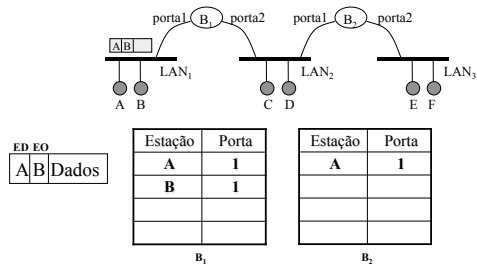 porta1 B1 porta2 porta1 B2 porta2
A B
LAN1 LAN2 LAN3
A B C D E F
ED EO
A B Dados
Estação Porta
A 1
B 1
B1
Estação Porta
A 1
B2